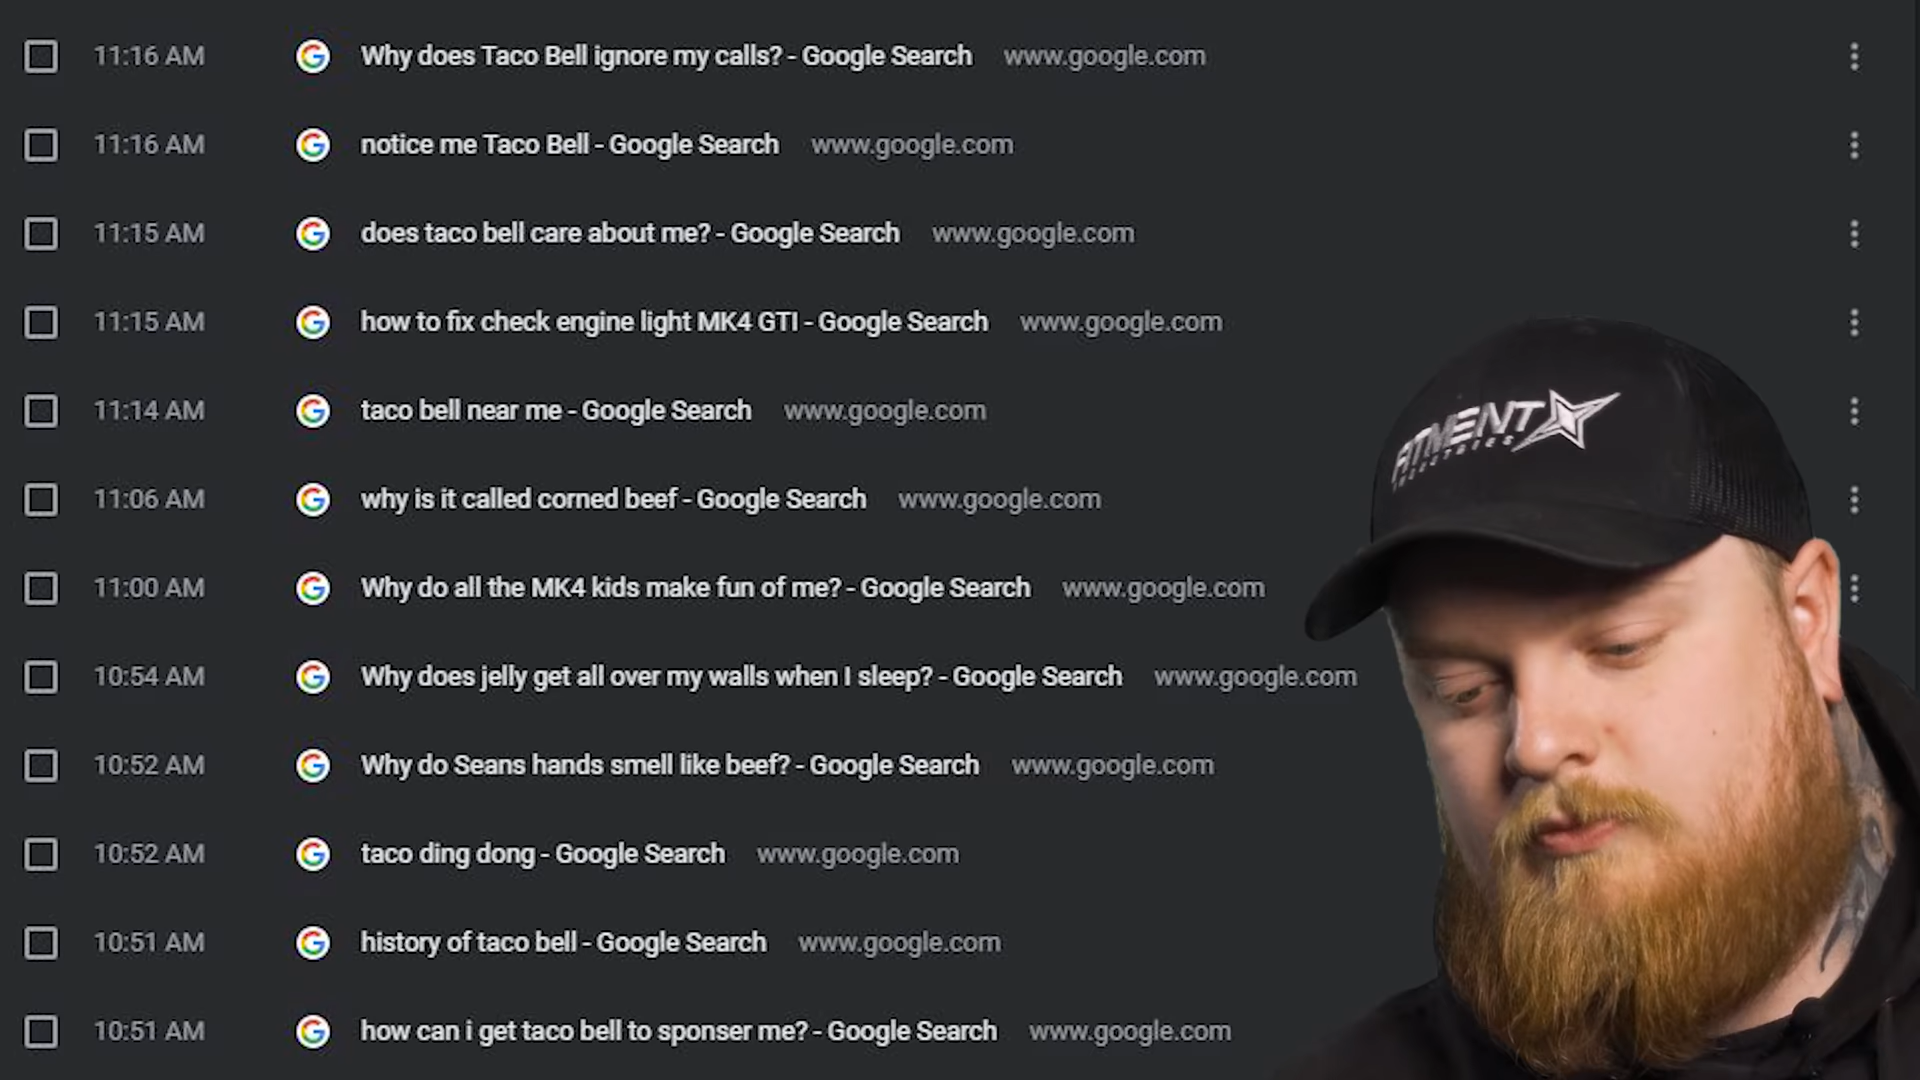 11:16 AM Why does Taco Bell ignore my calls? - Google Search www.google.com
11:16 AM notice me Taco Bell - Google Search www.google.com
11:15 AM does taco bell care about me? - Google Search www.google.com
11:15 AM how to fix check engine light MK4 GTI - Google Search www.google.com
11:14 AM taco bell near me - Google Search www.google.com
11:06 AM why is it called corned beef - Google Search www.google.com
11:00 AM Why do all the MK4 kids make fun of me? - Google Search www.google.com
10:54 AM Why does jelly get all over my walls when I sleep? - Google Search www.google.com
10:52 AM Why do Seans hands smell like beef? - Google Search www.google.com
10:52 AM taco ding dong - Google Search www.google.com
10:51 AM history of taco bell - Google Search www.google.com
10:51 AM how can i get taco bell to sponser me? - Google Search www.google.com
FITMENT
INDUSTRIES